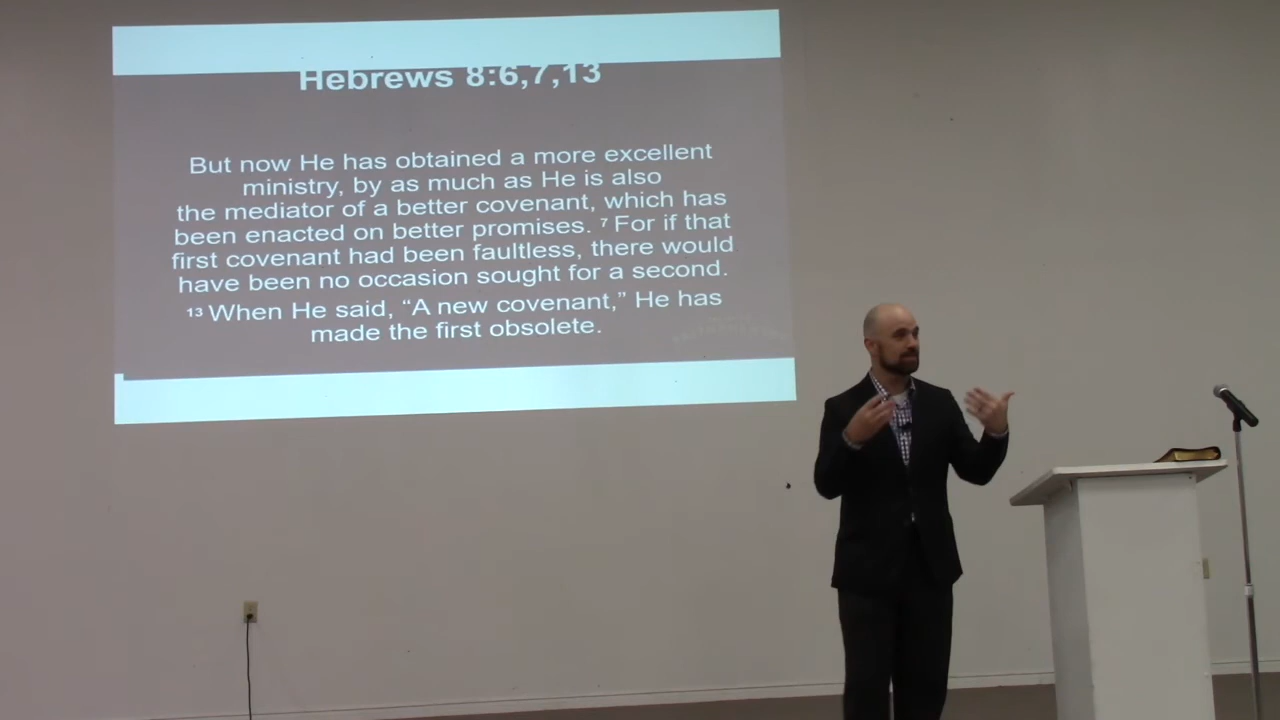 Hebrews 8:6,7,13
But now He has obtained a more excellent
ministry, by as much as He is also
the mediator of a better covenant, which has
been enacted on better promises. ⁷ For if that
first covenant had been faultless, there would
have been no occasion sought for a second.
¹³ When He said, “A new covenant,” He has
made the first obsolete.